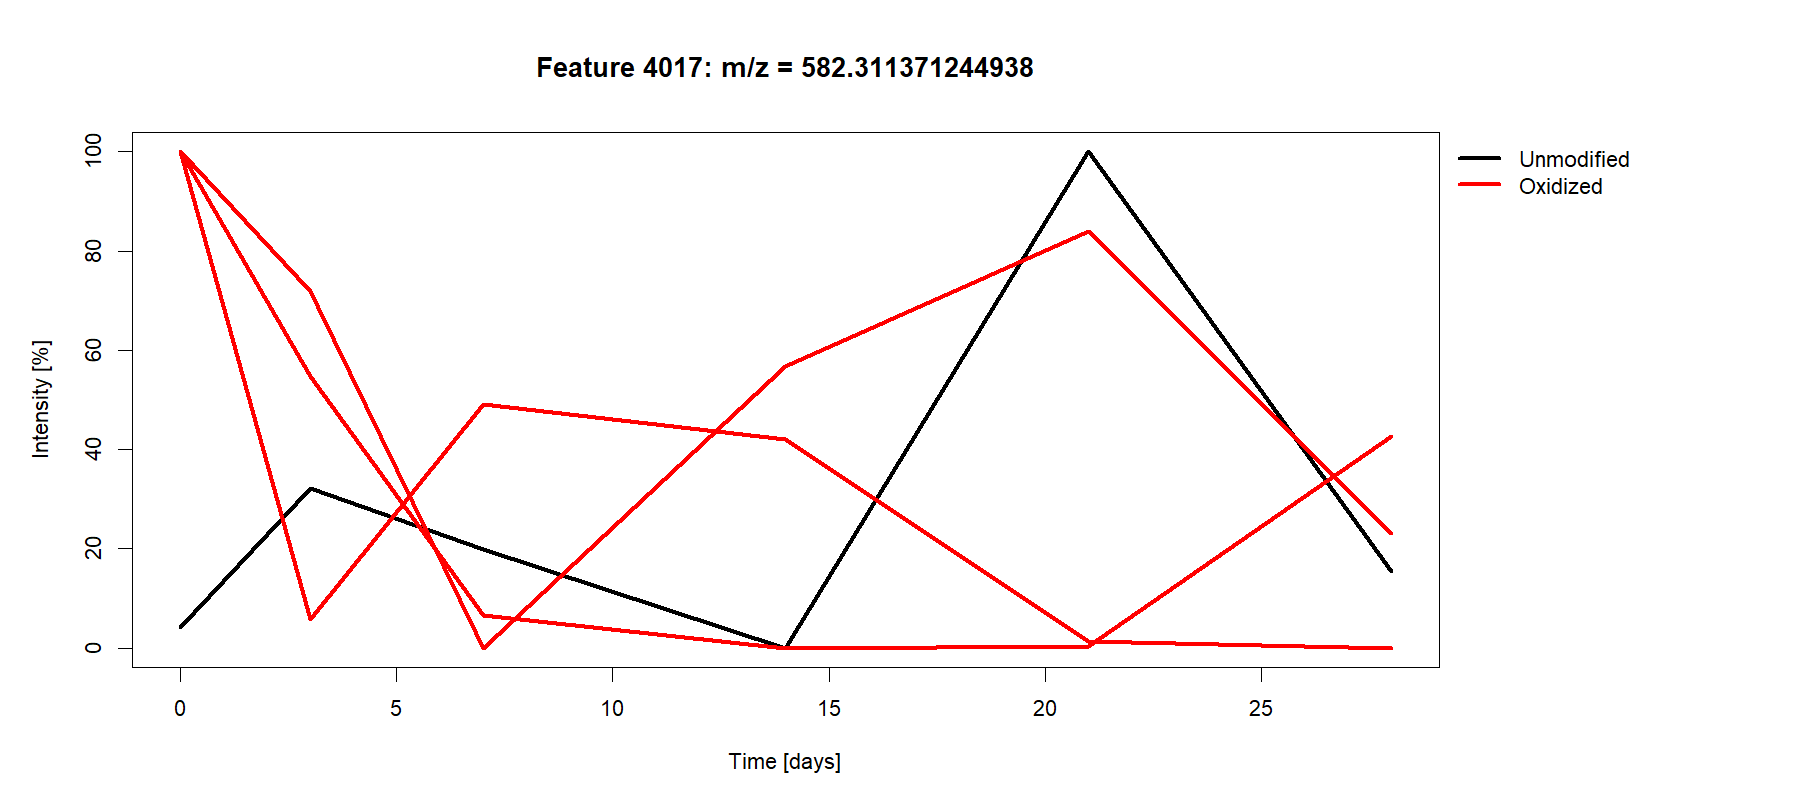 Feature 4017: m/z = 582.311371244938
Unmodified
Oxidized
Intensity [%]
100
80
60
40
20
0
0 5 10 15 20 25
Time [days]